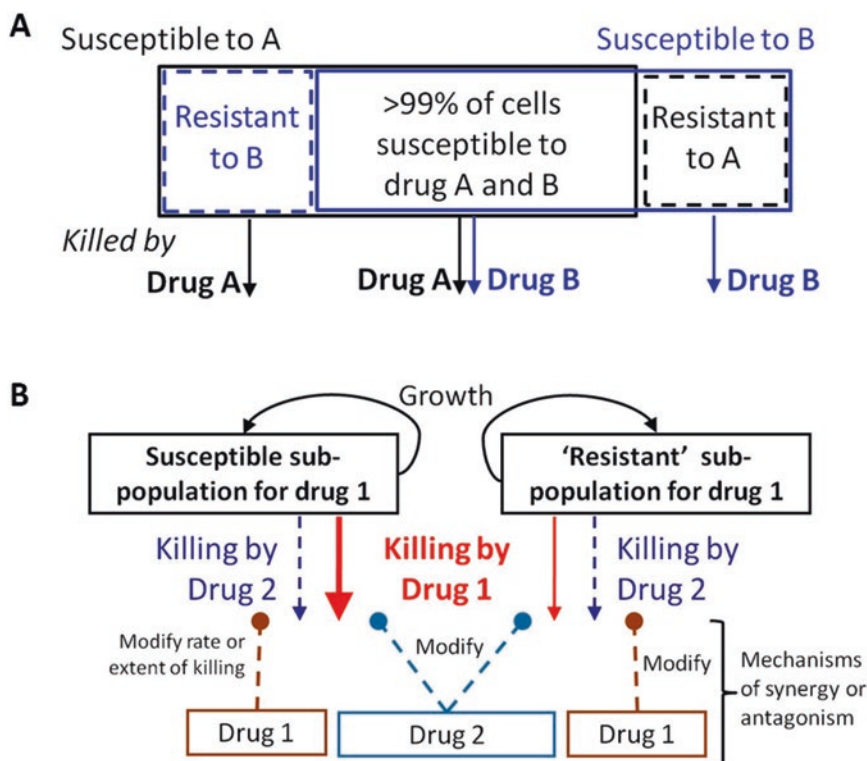 A
Susceptible to A
Susceptible to B
Resistant
to B
>99% of cells
susceptible to
drug A and B
Resistant
to A
Killed by
Drug A
Drug A
Drug B
Drug B
B
Growth
Susceptible sub-
population for drug 1
‘Resistant’ sub-
population for drug 1
Killing by
Drug 2
Killing by
Drug 1
Killing by
Drug 2
Modify rate or
extent of killing
Modify
Modify
Mechanisms
of synergy or
antagonism
Drug 1
Drug 2
Drug 1